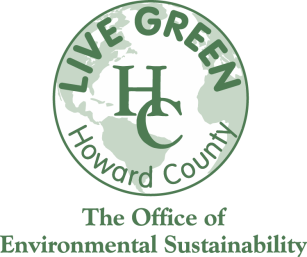 LIVE GREEN
HC
Howard County
The Office of
Environmental Sustainability